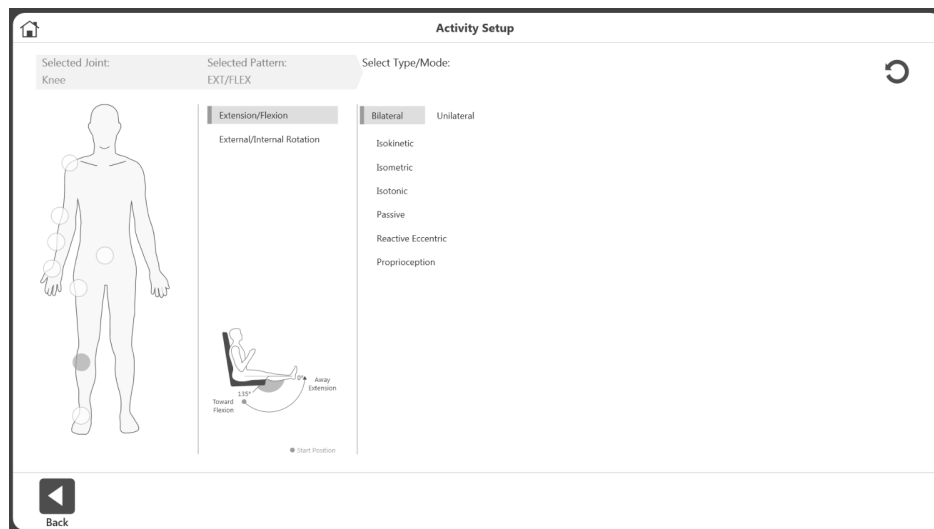 Activity Setup
Selected Joint:
Knee
Selected Pattern:
EXT/FLEX
Select Type/Mode:
Extension/Flexion
External/Internal Rotation
Bilateral
Unilateral
Isokinetic
Isometric
Isotonic
Passive
Reactive Eccentric
Proprioception
0°
Away
Extension
135°
Toward
Flexion
Start Position
Back